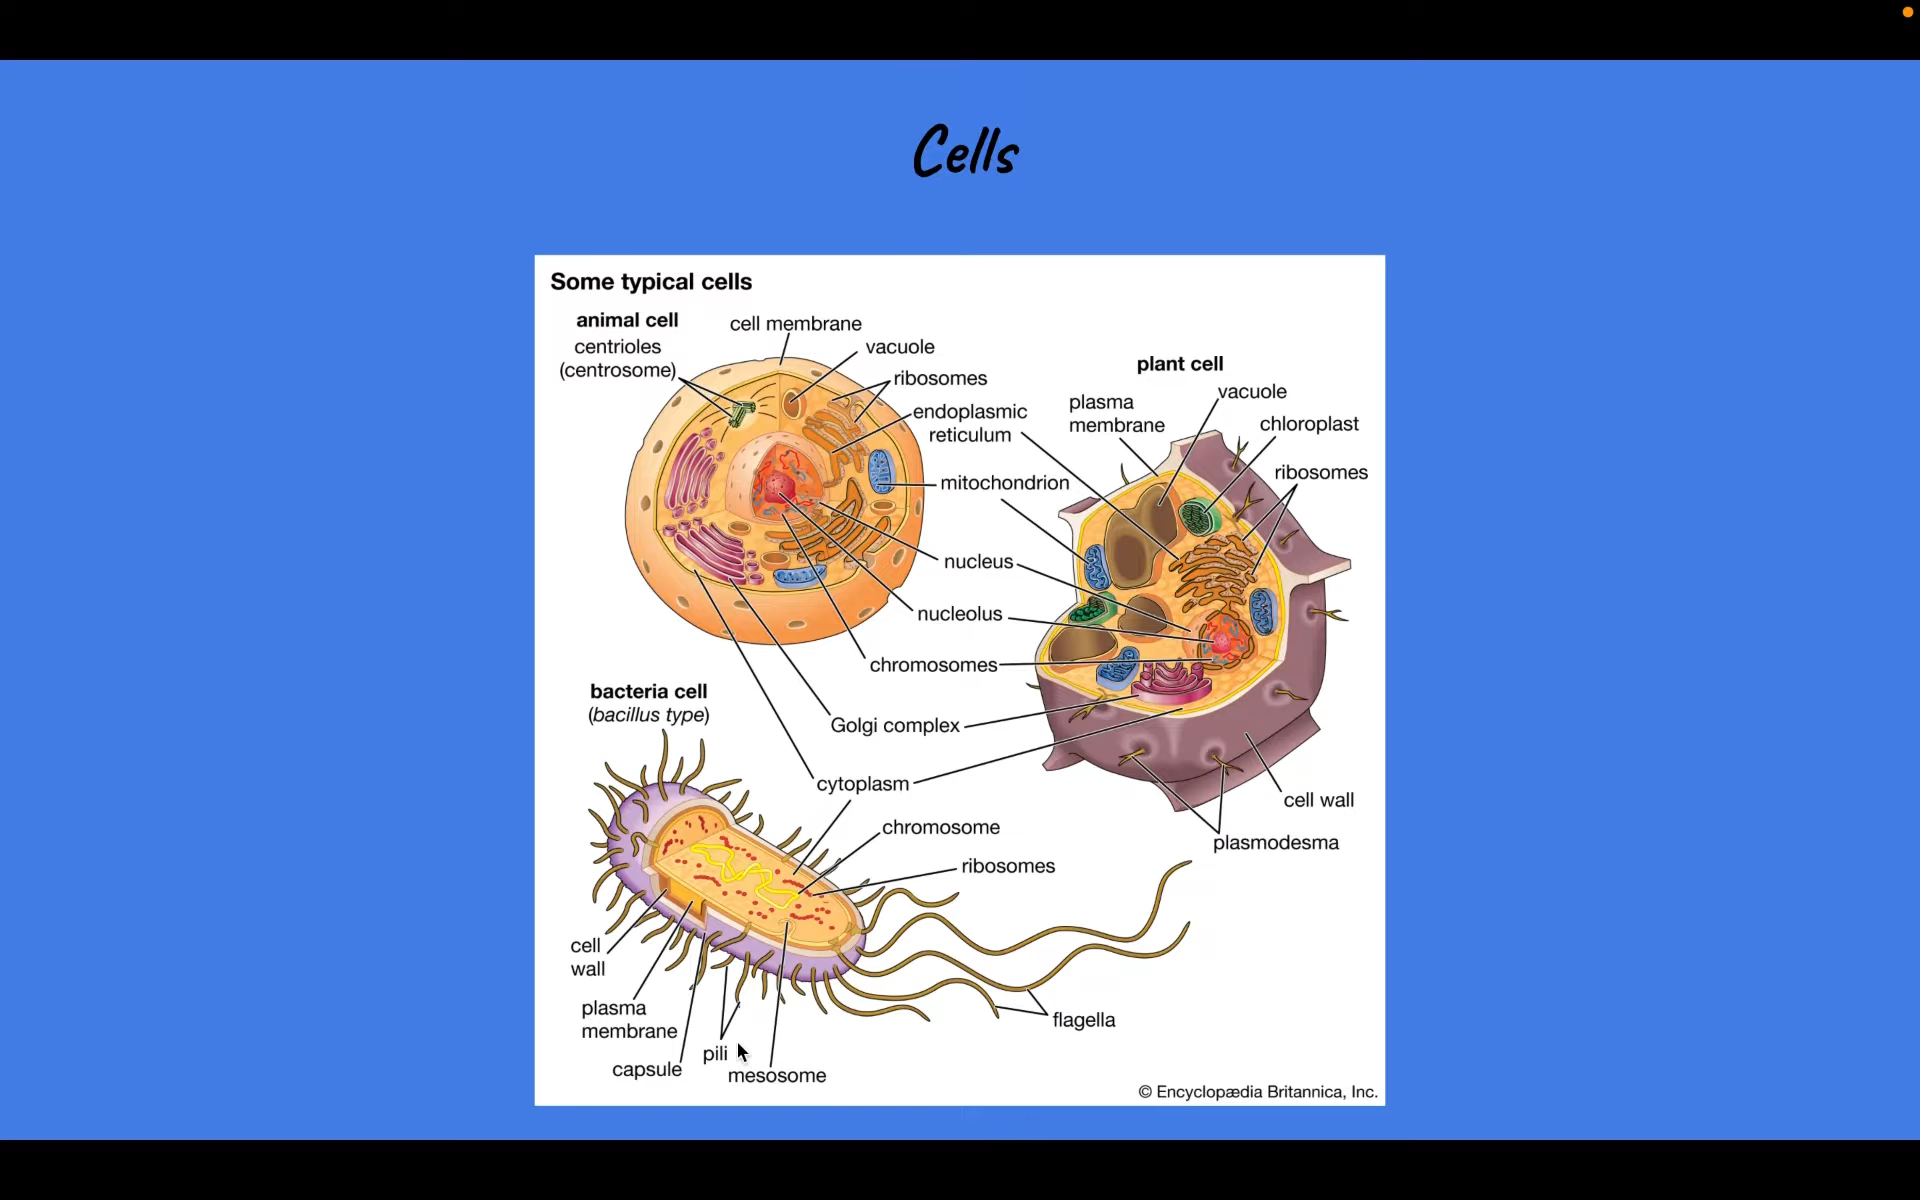 Cells
Some typical cells
animal cell
centrioles
(centrosome)
cell membrane
vacuole
ribosomes
endoplasmic
reticulum
mitochondrion
nucleus
nucleolus
chromosomes
Golgi complex
cytoplasm
plant cell
vacuole
plasma
membrane
chloroplast
ribosomes
cell wall
plasmodesma
bacteria cell
(bacillus type)
chromosome
ribosomes
cell
wall
plasma
membrane
capsule
pili
mesosome
flagella
© Encyclopædia Britannica, Inc.